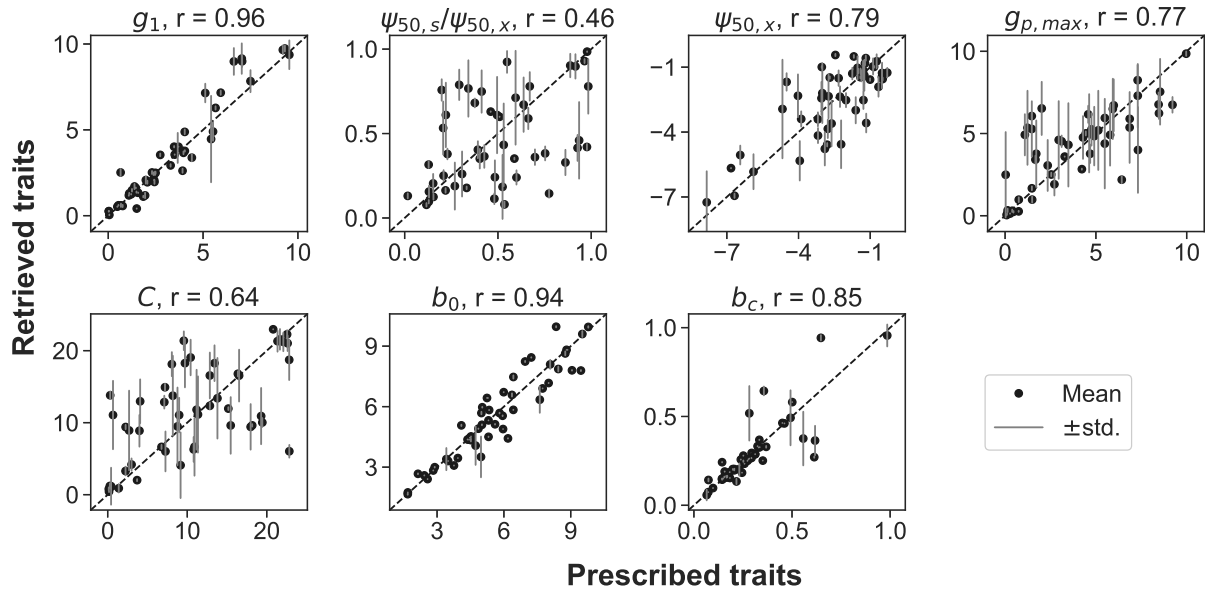 g₁, r = 0.96
ψ₅₀,ₛ/ψ₅₀,ₓ, r = 0.46
ψ₅₀,ₓ, r = 0.79
gₚ,ₘₐₓ, r = 0.77
10
5
0
0 5 10
1.0
0.5
0.0
0.0 0.5 1.0
−1
−4
−7
−7 −4 −1
10
5
0
0 5 10
Retrieved traits
C, r = 0.64
b₀, r = 0.94
b_c, r = 0.85
20
10
0
0 10 20
9
6
3
3 6 9
1.0
0.5
0.0
0.0 0.5 1.0
Mean
±std.
Prescribed traits